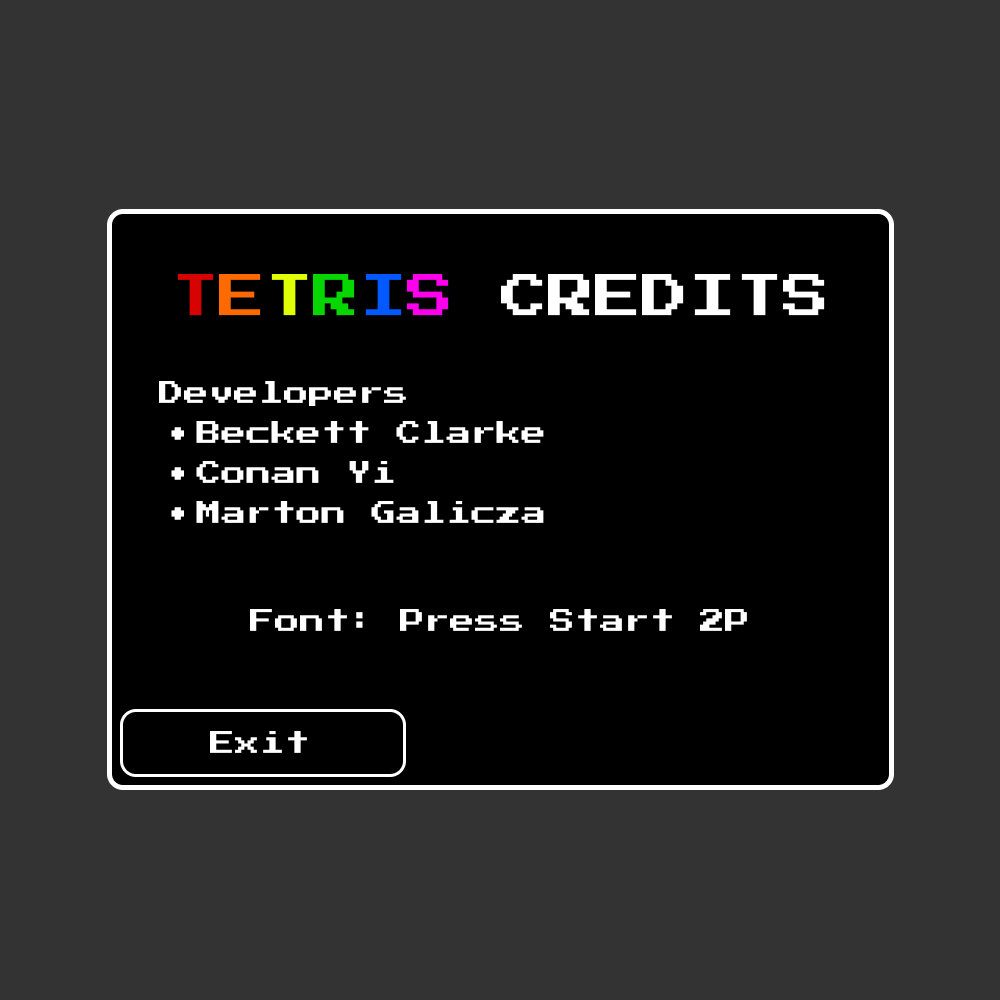 TETRIS CREDITS
Developers
• Beckett Clarke
• Conan Yi
• Marton Galicza
Font: Press Start 2P
Exit